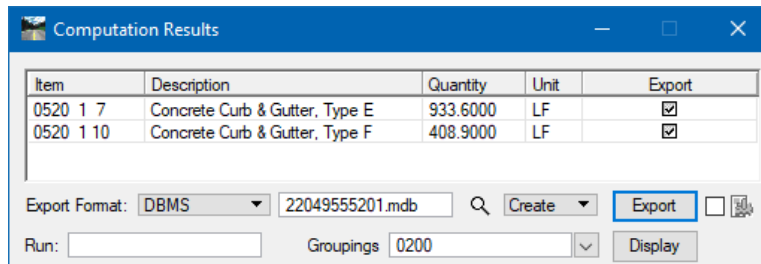 Computation Results
Item Description Quantity Unit Export
0520 1 7 Concrete Curb & Gutter, Type E 933.6000 LF
0520 1 10 Concrete Curb & Gutter, Type F 408.9000 LF
Export Format: DBMS 22049555201.mdb Create Export
Run: Groupings 0200 Display